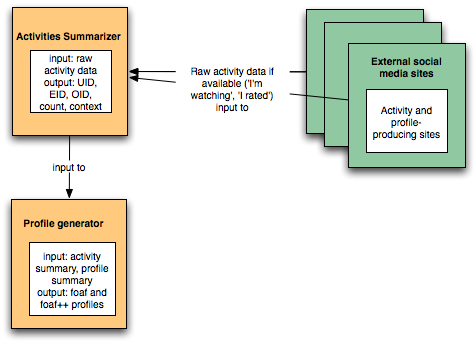 Activities Summarizer
input: raw
activity data
output: UID,
EID, OID,
count, context
Raw activity data if
available ('I'm
watching', 'I rated')
input to
External social
media sites
Activity and
profile-
producing sites
input to
Profile generator
input: activity
summary, profile
summary
output: foaf and
foaf++ profiles